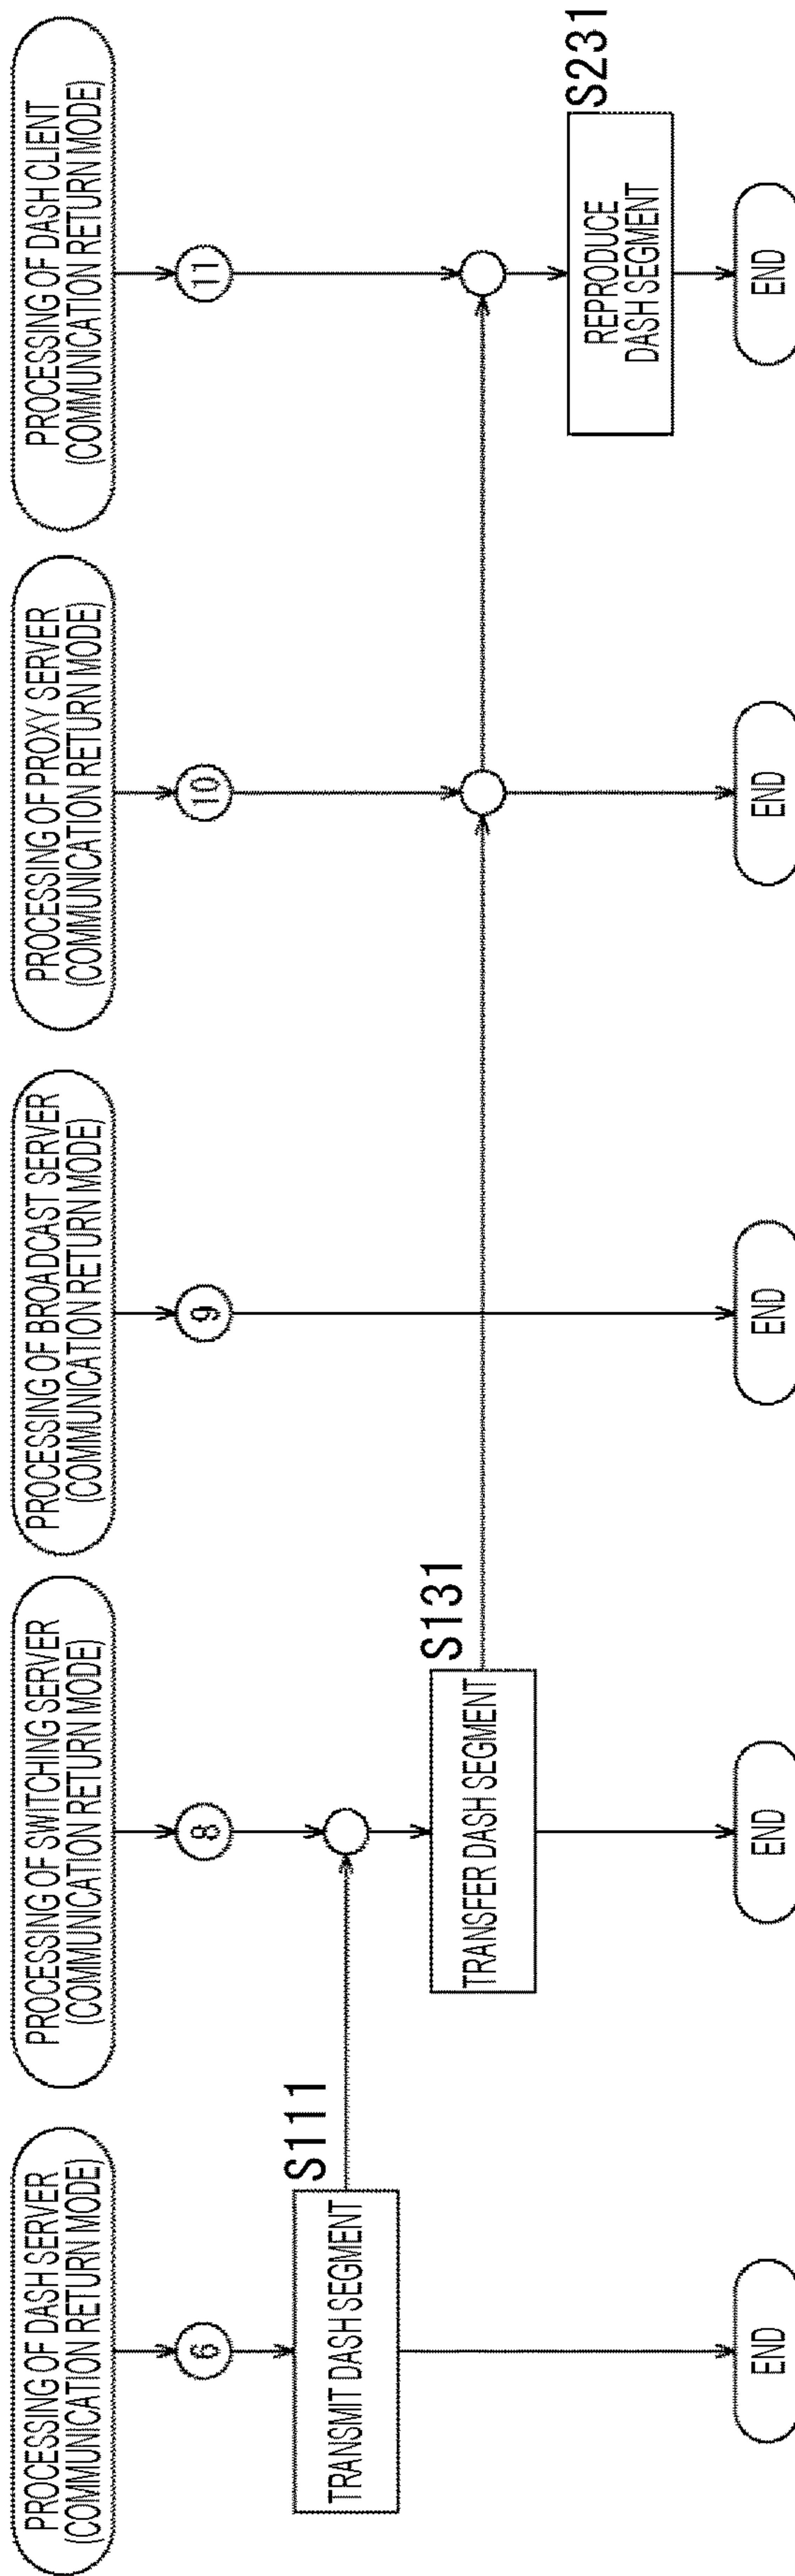 PROCESSING OF DASH SERVER
(COMMUNICATION RETURN MODE)
PROCESSING OF SWITCHING SERVER
(COMMUNICATION RETURN MODE)
PROCESSING OF BROADCAST SERVER
(COMMUNICATION RETURN MODE)
PROCESSING OF PROXY SERVER
(COMMUNICATION RETURN MODE)
PROCESSING OF DASH CLIENT
(COMMUNICATION RETURN MODE)
6
8
9
10
11
S111
TRANSMIT DASH SEGMENT
S131
TRANSFER DASH SEGMENT
S231
REPRODUCE
DASH SEGMENT
END
END
END
END
END